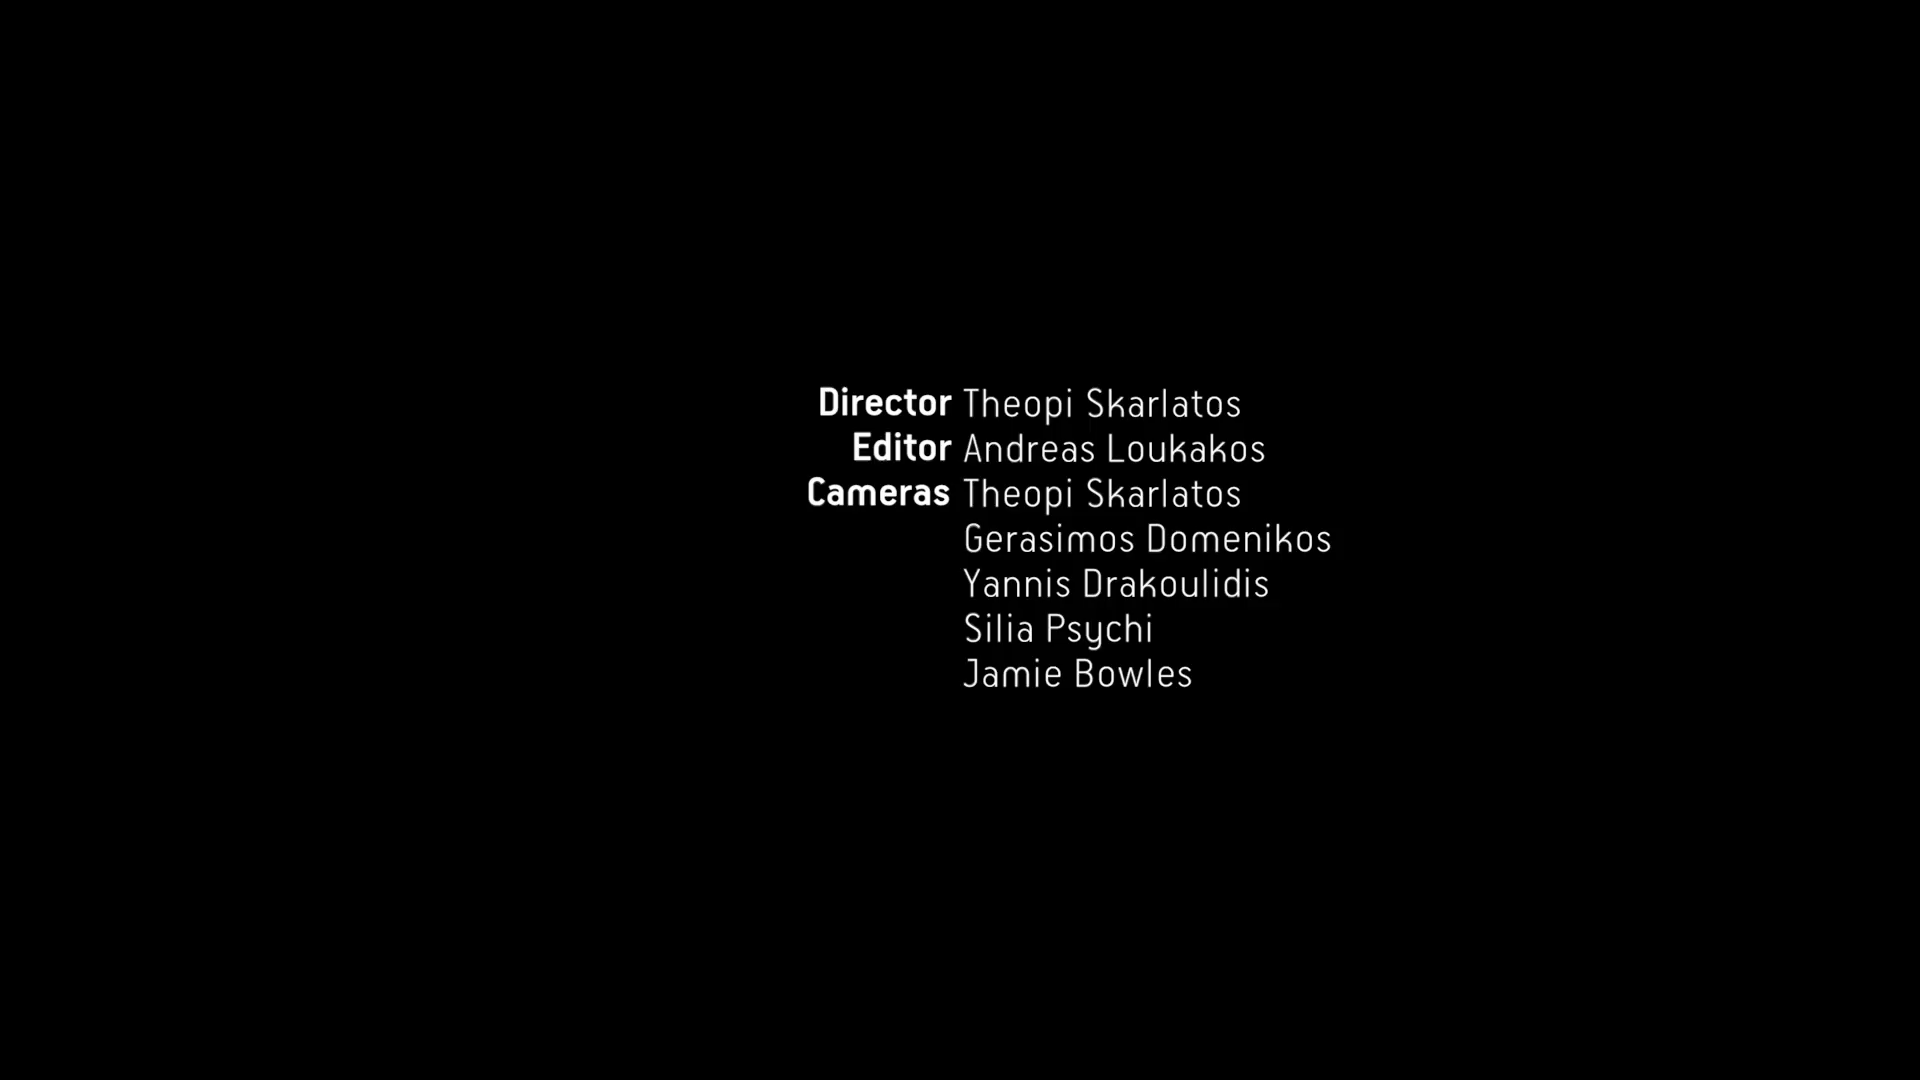 Director Theopi Skarlatos
Editor Andreas Loukakos
Cameras Theopi Skarlatos
Gerasimos Domenikos
Yannis Drakoulidis
Silia Psychi
Jamie Bowles